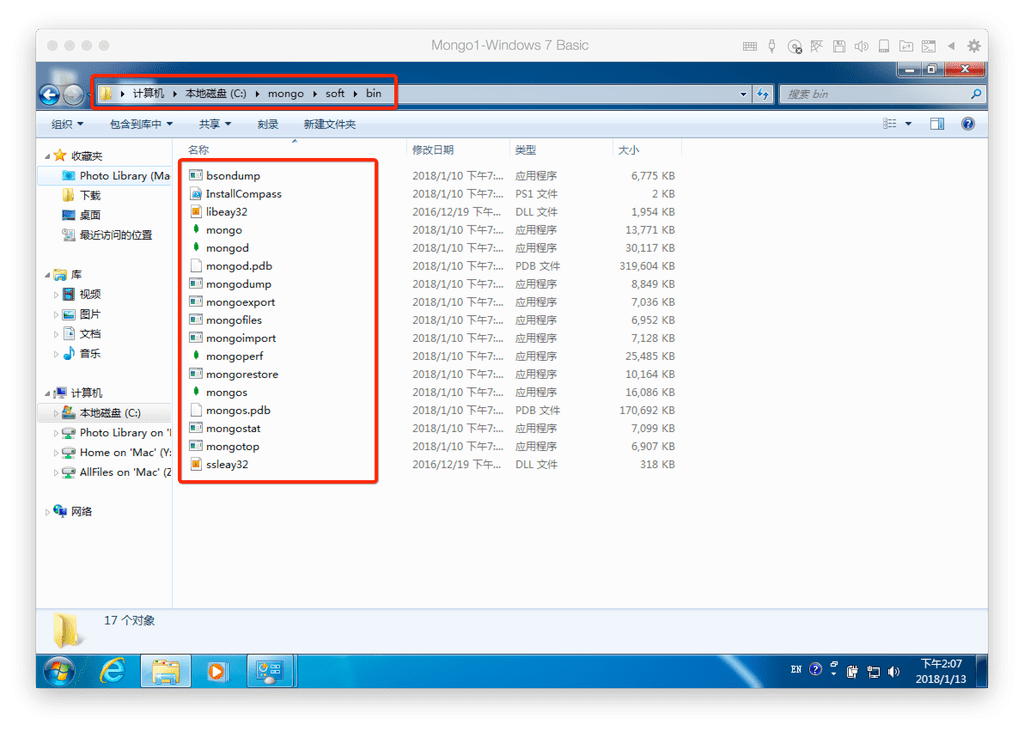 Mongo1-Windows 7 Basic
计算机 本地磁盘 (C:) mongo soft bin
搜索 bin
组织 包含到库中 共享 刻录 新建文件夹
名称 修改日期 类型 大小
收藏夹
Photo Library (Ma
下载
桌面
最近访问的位置
库
视频
图片
文档
音乐
计算机
本地磁盘 (C:)
Photo Library on '
Home on 'Mac' (Y:
AllFiles on 'Mac' (Z
网络
bsondump 2018/1/10 下午7:... 应用程序 6,775 KB
InstallCompass 2018/1/10 下午7:... PS1 文件 2 KB
libeay32 2016/12/19 下午... DLL 文件 1,954 KB
mongo 2018/1/10 下午7:... 应用程序 13,771 KB
mongod 2018/1/10 下午7:... 应用程序 30,117 KB
mongod.pdb 2018/1/10 下午7:... PDB 文件 319,604 KB
mongodump 2018/1/10 下午7:... 应用程序 8,849 KB
mongoexport 2018/1/10 下午7:... 应用程序 7,036 KB
mongofiles 2018/1/10 下午7:... 应用程序 6,952 KB
mongoimport 2018/1/10 下午7:... 应用程序 7,128 KB
mongoperf 2018/1/10 下午7:... 应用程序 25,485 KB
mongorestore 2018/1/10 下午7:... 应用程序 10,164 KB
mongos 2018/1/10 下午7:... 应用程序 16,086 KB
mongos.pdb 2018/1/10 下午7:... PDB 文件 170,692 KB
mongostat 2018/1/10 下午7:... 应用程序 7,099 KB
mongotop 2018/1/10 下午7:... 应用程序 6,907 KB
ssleay32 2016/12/19 下午... DLL 文件 318 KB
17 个对象
EN
下午2:07
2018/1/13